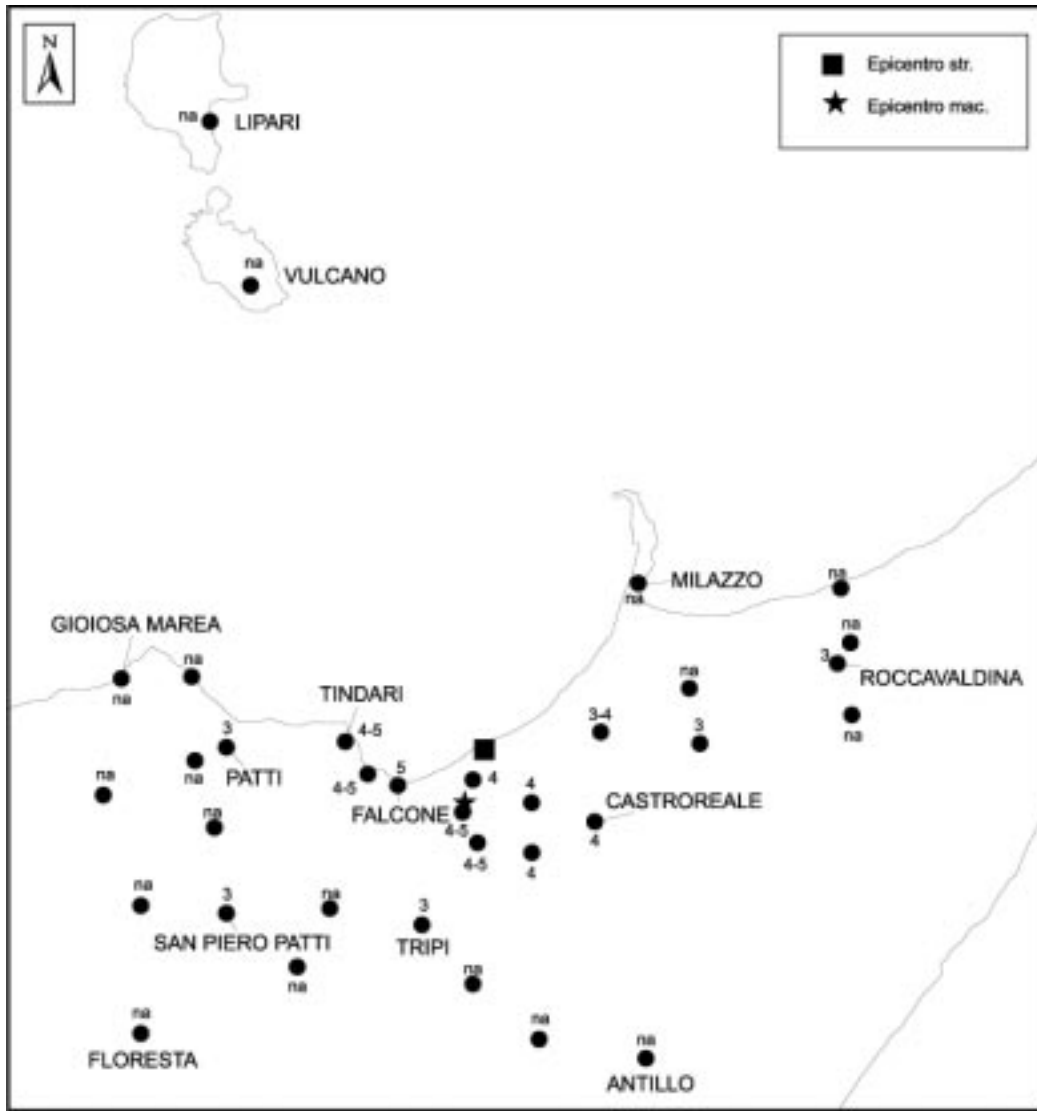 N
Epicentro str.
Epicentro mac.
na
LIPARI
na
VULCANO
MILAZZO
na
na
GIOIOSA MAREA
na
na
na
3
ROCCAVALDINA
na
na
TINDARI
4-5
3-4
3
3
PATTI
na
na
4-5
5
4
4
FALCONE
4-5
CASTROREALE
4
na
4-5
4
na
3
na
3
SAN PIERO PATTI
TRIPI
na
na
na
FLORESTA
na
na
ANTILLO